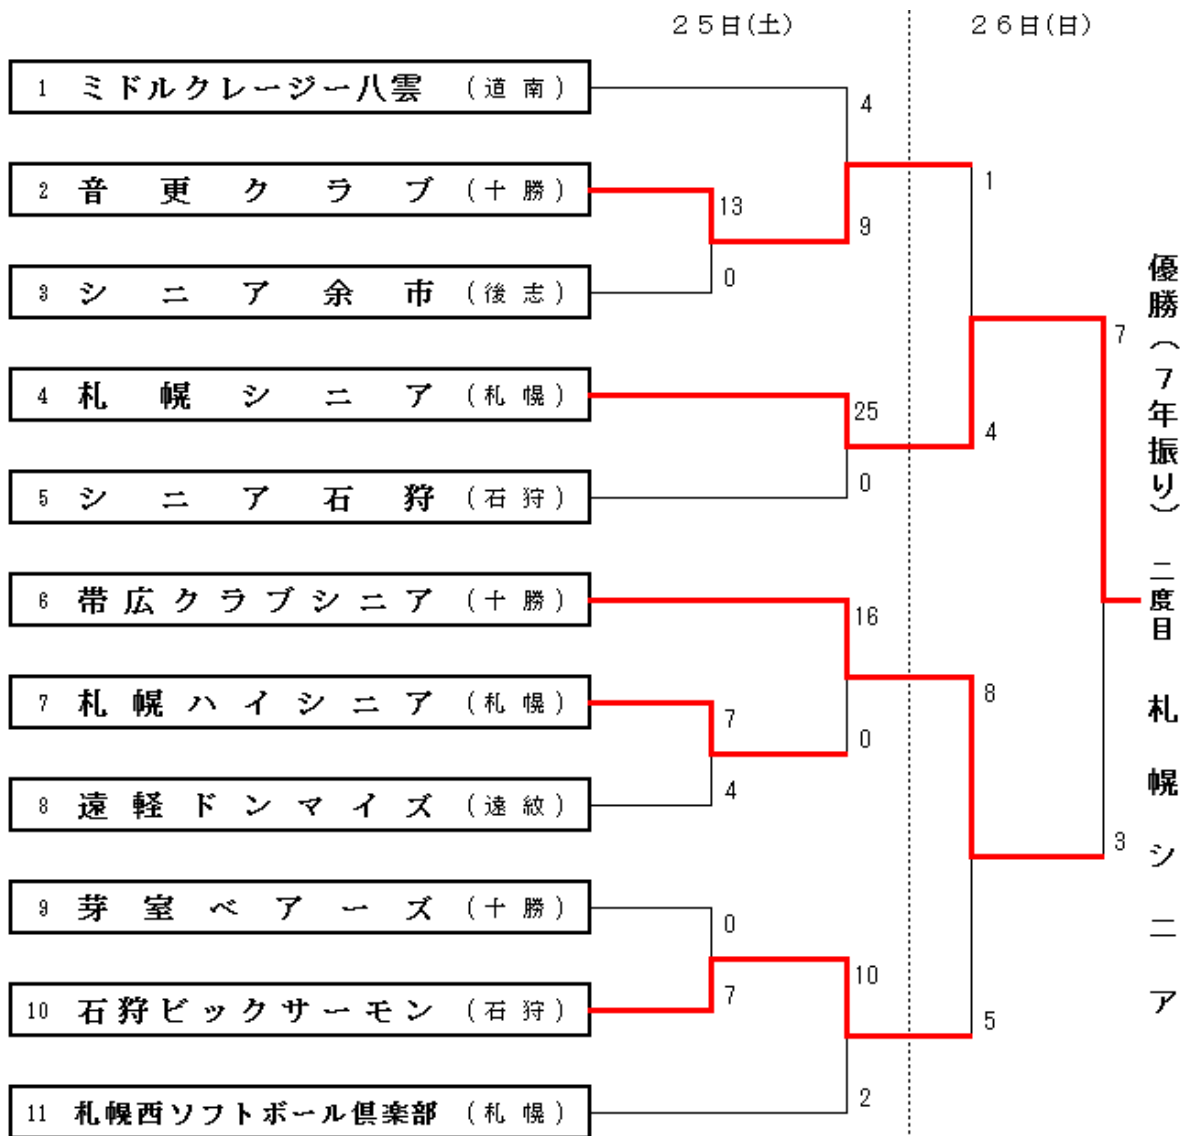 25日(土)
26日(日)
1 ミドルクレージー八雲 (道南)
2 音更クラブ (十勝)
3 シニア余市 (後志)
4 札幌シニア (札幌)
5 シニア石狩 (石狩)
6 帯広クラブシニア (十勝)
7 札幌ハイシニア (札幌)
8 遠軽ドンマイズ (遠紋)
9 芽室ベアーズ (十勝)
10 石狩ビックサーモン (石狩)
11 札幌西ソフトボール倶楽部 (札幌)
13
0
7
4
0
7
4
9
25
0
16
0
10
2
1
4
8
5
7
3
優勝(7年振り) 二度目 札幌シニア